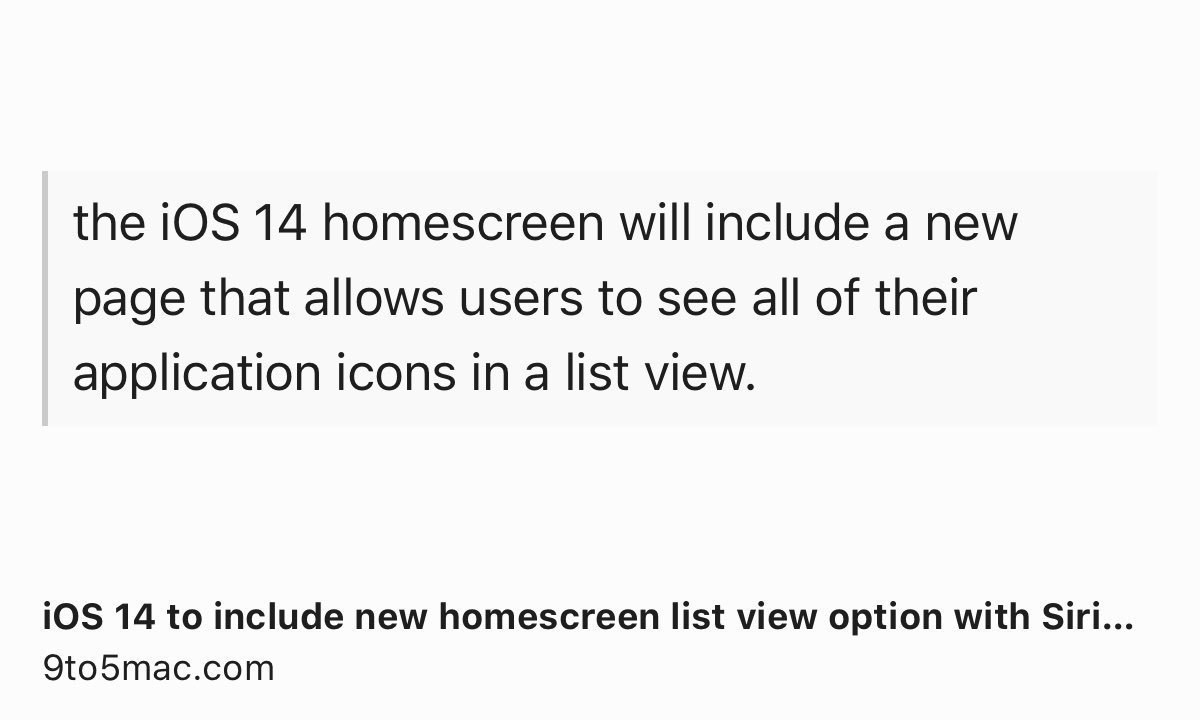 the iOS 14 homescreen will include a new
page that allows users to see all of their
application icons in a list view.
iOS 14 to include new homescreen list view option with Siri...
9to5mac.com